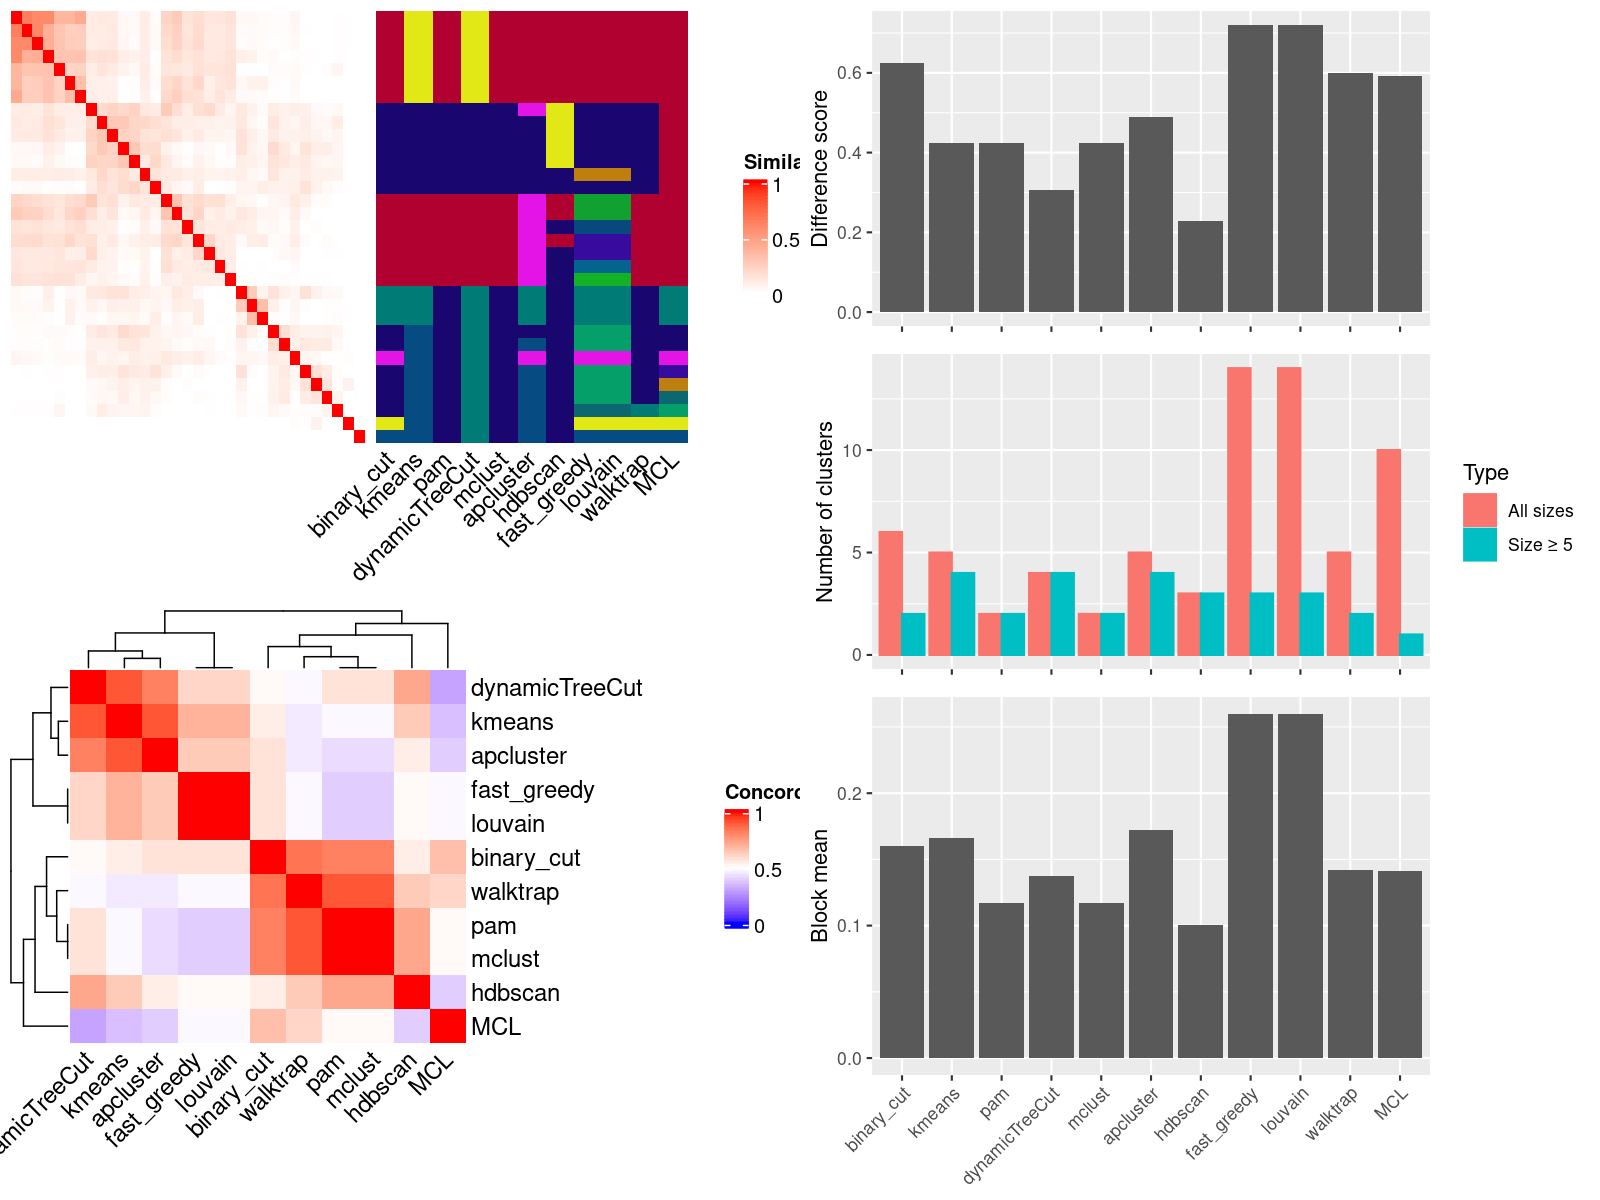 Simila
1
0.5
0
binary_cut
kmeans
pam
dynamicTreeCut
mclust
apcluster
hdbscan
fast_greedy
louvain
walktrap
MCL
dynamicTreeCut
kmeans
apcluster
fast_greedy
louvain
binary_cut
walktrap
pam
mclust
hdbscan
MCL
Concord
1
0.5
0
amicTreeCut
kmeans
apcluster
fast_greedy
louvain
binary_cut
walktrap
pam
mclust
hdbscan
MCL
Difference score
0.6
0.4
0.2
0.0
Number of clusters
10
5
0
Type
All sizes
Size ≥ 5
Block mean
0.2
0.1
0.0
binary_cut
kmeans
pam
dynamicTreeCut
mclust
apcluster
hdbscan
fast_greedy
louvain
walktrap
MCL